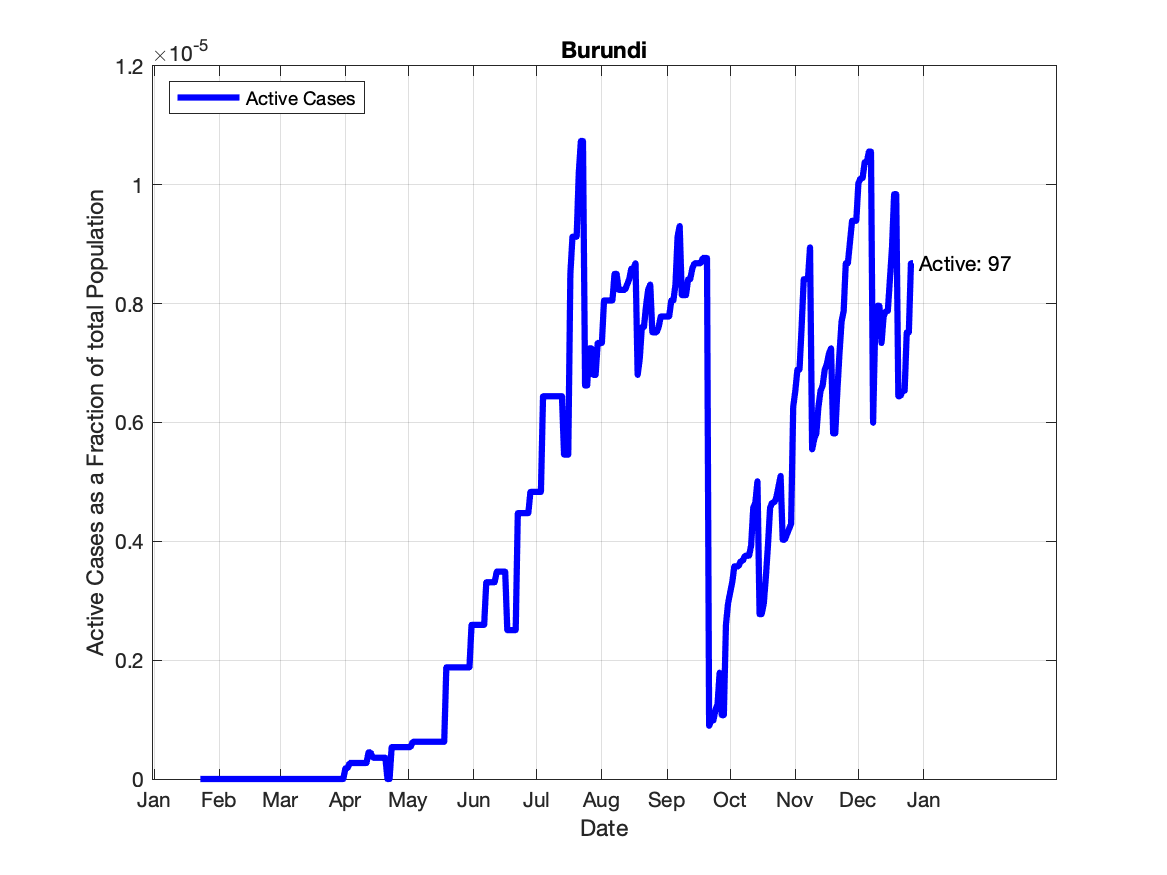 Burundi
×10-5
1.2
1
0.8
0.6
0.4
0.2
0
Active Cases as a Fraction of total Population
Active Cases
Active: 97
Jan Feb Mar Apr May Jun Jul Aug Sep Oct Nov Dec Jan
Date